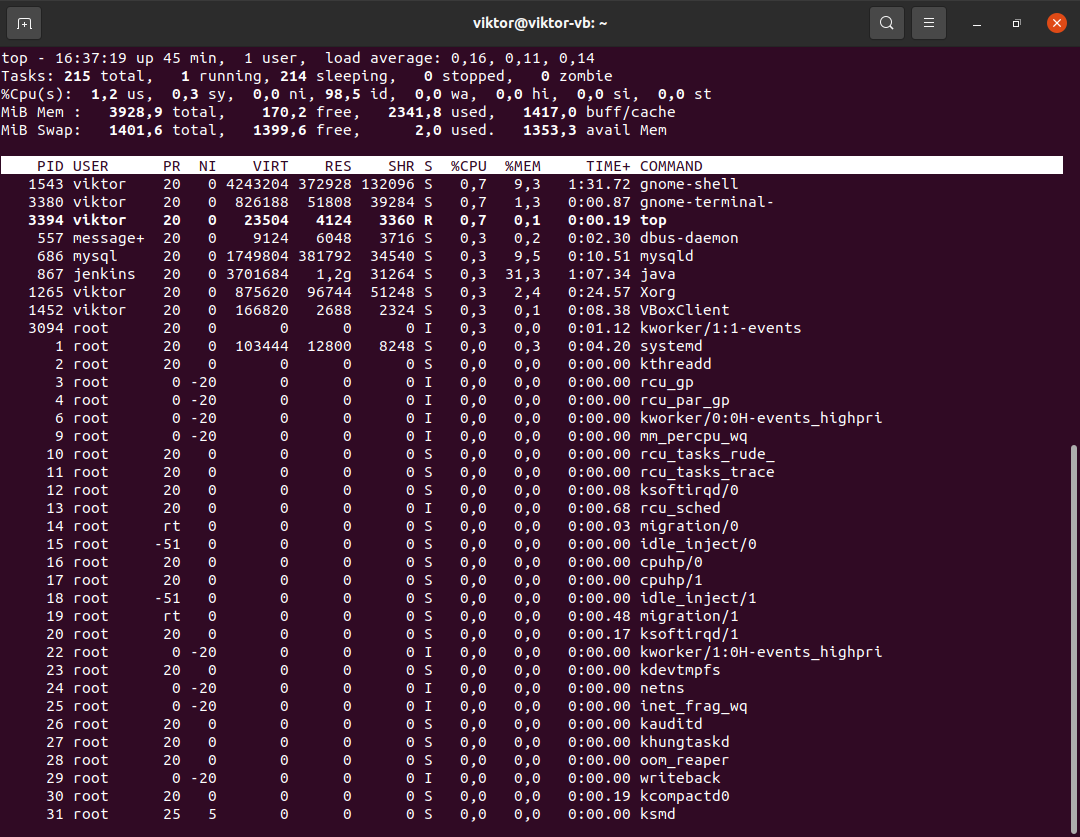 viktor@viktor-vb: ~
top - 16:37:19 up 45 min,  1 user,  load average: 0,16, 0,11, 0,14
Tasks: 215 total,   1 running, 214 sleeping,   0 stopped,   0 zombie
%Cpu(s):  1,2 us,  0,3 sy,  0,0 ni, 98,5 id,  0,0 wa,  0,0 hi,  0,0 si,  0,0 st
MiB Mem :   3928,9 total,    170,2 free,   2341,8 used,   1417,0 buff/cache
MiB Swap:   1401,6 total,   1399,6 free,      2,0 used.   1353,3 avail Mem
    PID USER      PR  NI    VIRT    RES    SHR S  %CPU  %MEM     TIME+ COMMAND
   1543 viktor    20   0 4243204 372928 132096 S   0,7   9,3   1:31.72 gnome-shell
   3380 viktor    20   0  826188  51808  39284 S   0,7   1,3   0:00.87 gnome-terminal-
   3394 viktor    20   0   23504   4124   3360 R   0,7   0,1   0:00.19 top
    557 message+  20   0    9124   6048   3716 S   0,3   0,2   0:02.30 dbus-daemon
    686 mysql     20   0 1749804 381792  34540 S   0,3   9,5   0:10.51 mysqld
    867 jenkins   20   0 3701684   1,2g  31264 S   0,3  31,3   1:07.34 java
   1265 viktor    20   0  875620  96744  51248 S   0,3   2,4   0:24.57 Xorg
   1452 viktor    20   0  166820   2688   2324 S   0,3   0,1   0:08.38 VBoxClient
   3094 root      20   0       0      0      0 I   0,3   0,0   0:01.12 kworker/1:1-events
      1 root      20   0  103444  12800   8248 S   0,0   0,3   0:04.20 systemd
      2 root      20   0       0      0      0 S   0,0   0,0   0:00.00 kthreadd
      3 root       0 -20       0      0      0 I   0,0   0,0   0:00.00 rcu_gp
      4 root       0 -20       0      0      0 I   0,0   0,0   0:00.00 rcu_par_gp
      6 root       0 -20       0      0      0 I   0,0   0,0   0:00.00 kworker/0:0H-events_highpri
      9 root       0 -20       0      0      0 I   0,0   0,0   0:00.00 mm_percpu_wq
     10 root      20   0       0      0      0 S   0,0   0,0   0:00.00 rcu_tasks_rude_
     11 root      20   0       0      0      0 S   0,0   0,0   0:00.00 rcu_tasks_trace
     12 root      20   0       0      0      0 S   0,0   0,0   0:00.08 ksoftirqd/0
     13 root      20   0       0      0      0 I   0,0   0,0   0:00.68 rcu_sched
     14 root      rt   0       0      0      0 S   0,0   0,0   0:00.03 migration/0
     15 root     -51   0       0      0      0 S   0,0   0,0   0:00.00 idle_inject/0
     16 root      20   0       0      0      0 S   0,0   0,0   0:00.00 cpuhp/0
     17 root      20   0       0      0      0 S   0,0   0,0   0:00.00 cpuhp/1
     18 root     -51   0       0      0      0 S   0,0   0,0   0:00.00 idle_inject/1
     19 root      rt   0       0      0      0 S   0,0   0,0   0:00.48 migration/1
     20 root      20   0       0      0      0 S   0,0   0,0   0:00.17 ksoftirqd/1
     22 root       0 -20       0      0      0 I   0,0   0,0   0:00.00 kworker/1:0H-events_highpri
     23 root      20   0       0      0      0 S   0,0   0,0   0:00.00 kdevtmpfs
     24 root       0 -20       0      0      0 I   0,0   0,0   0:00.00 netns
     25 root       0 -20       0      0      0 I   0,0   0,0   0:00.00 inet_frag_wq
     26 root      20   0       0      0      0 S   0,0   0,0   0:00.00 kauditd
     27 root      20   0       0      0      0 S   0,0   0,0   0:00.00 khungtaskd
     28 root      20   0       0      0      0 S   0,0   0,0   0:00.00 oom_reaper
     29 root       0 -20       0      0      0 I   0,0   0,0   0:00.00 writeback
     30 root      20   0       0      0      0 S   0,0   0,0   0:00.19 kcompactd0
     31 root      25   5       0      0      0 S   0,0   0,0   0:00.00 ksmd